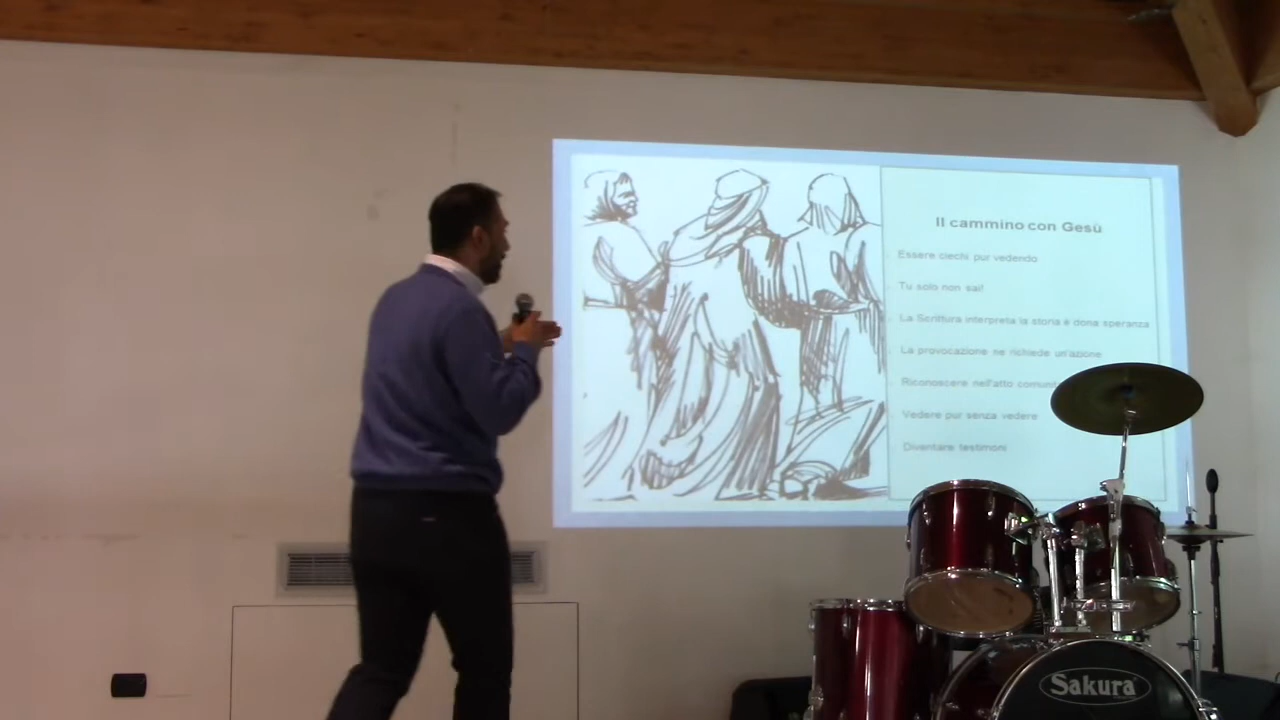 Il cammino con Gesù
Essere ciechi pur vedendo
Tu solo non sai!
La Scrittura interpreta la storia e dona speranza
La provocazione ne richiede un'azione
Riconoscere nell'atto
Vedere pur senza vedere
Diventare testimoni
Sakura